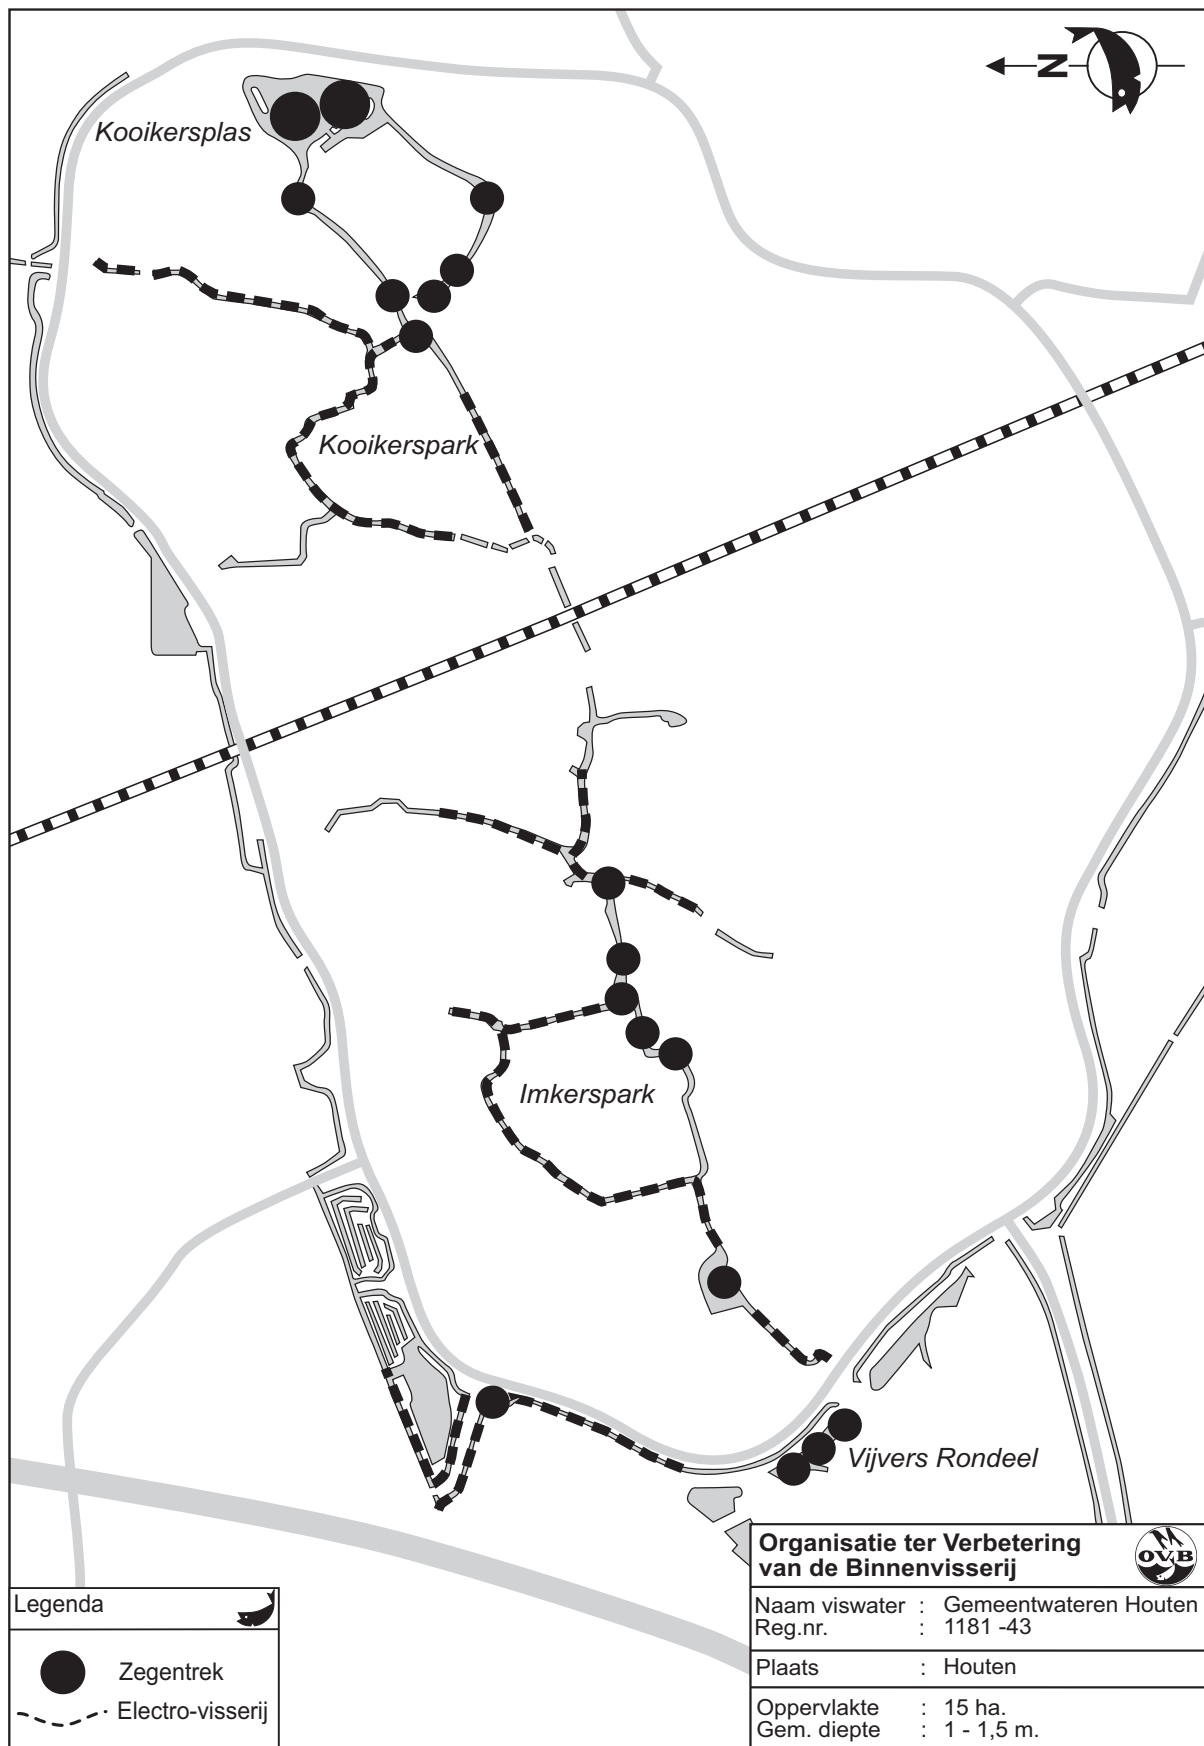 N
Kooikersplas
Kooikerspark
Imkerspark
Vijvers Rondeel
Organisatie ter Verbetering
van de Binnenvisserij
OVB
Naam viswater : Gemeentwateren Houten
Reg.nr. : 1181 -43
Plaats : Houten
Oppervlakte : 15 ha.
Gem. diepte : 1 - 1,5 m.
Legenda
Zegentrek
Electro-visserij